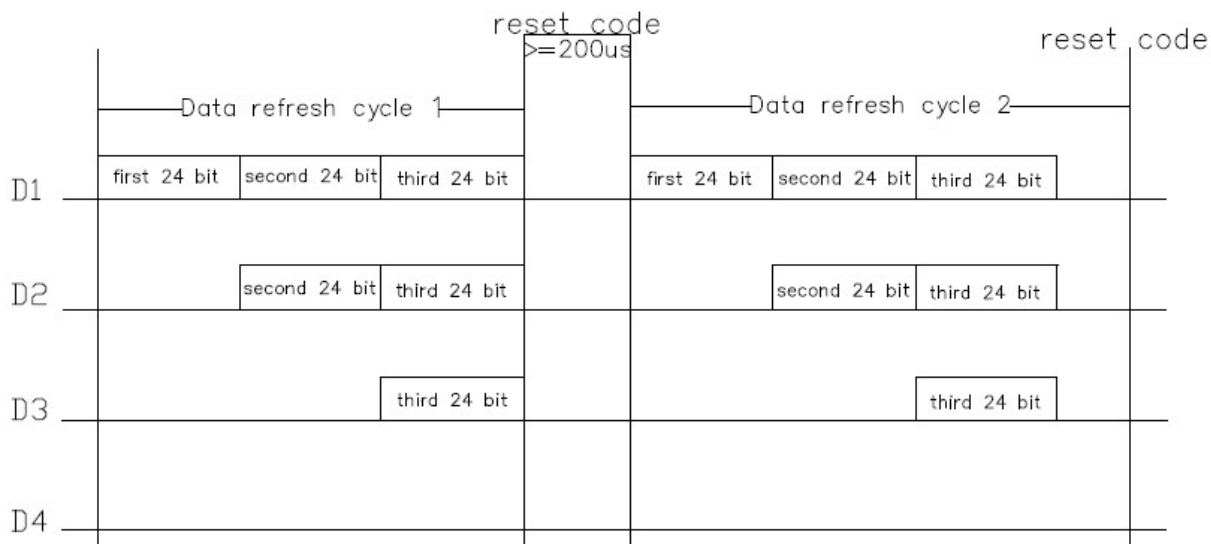 reset code
>=200us
reset code
Data refresh cycle 1
Data refresh cycle 2
D1
first 24 bit
second 24 bit
third 24 bit
first 24 bit
second 24 bit
third 24 bit
D2
second 24 bit
third 24 bit
second 24 bit
third 24 bit
D3
third 24 bit
third 24 bit
D4